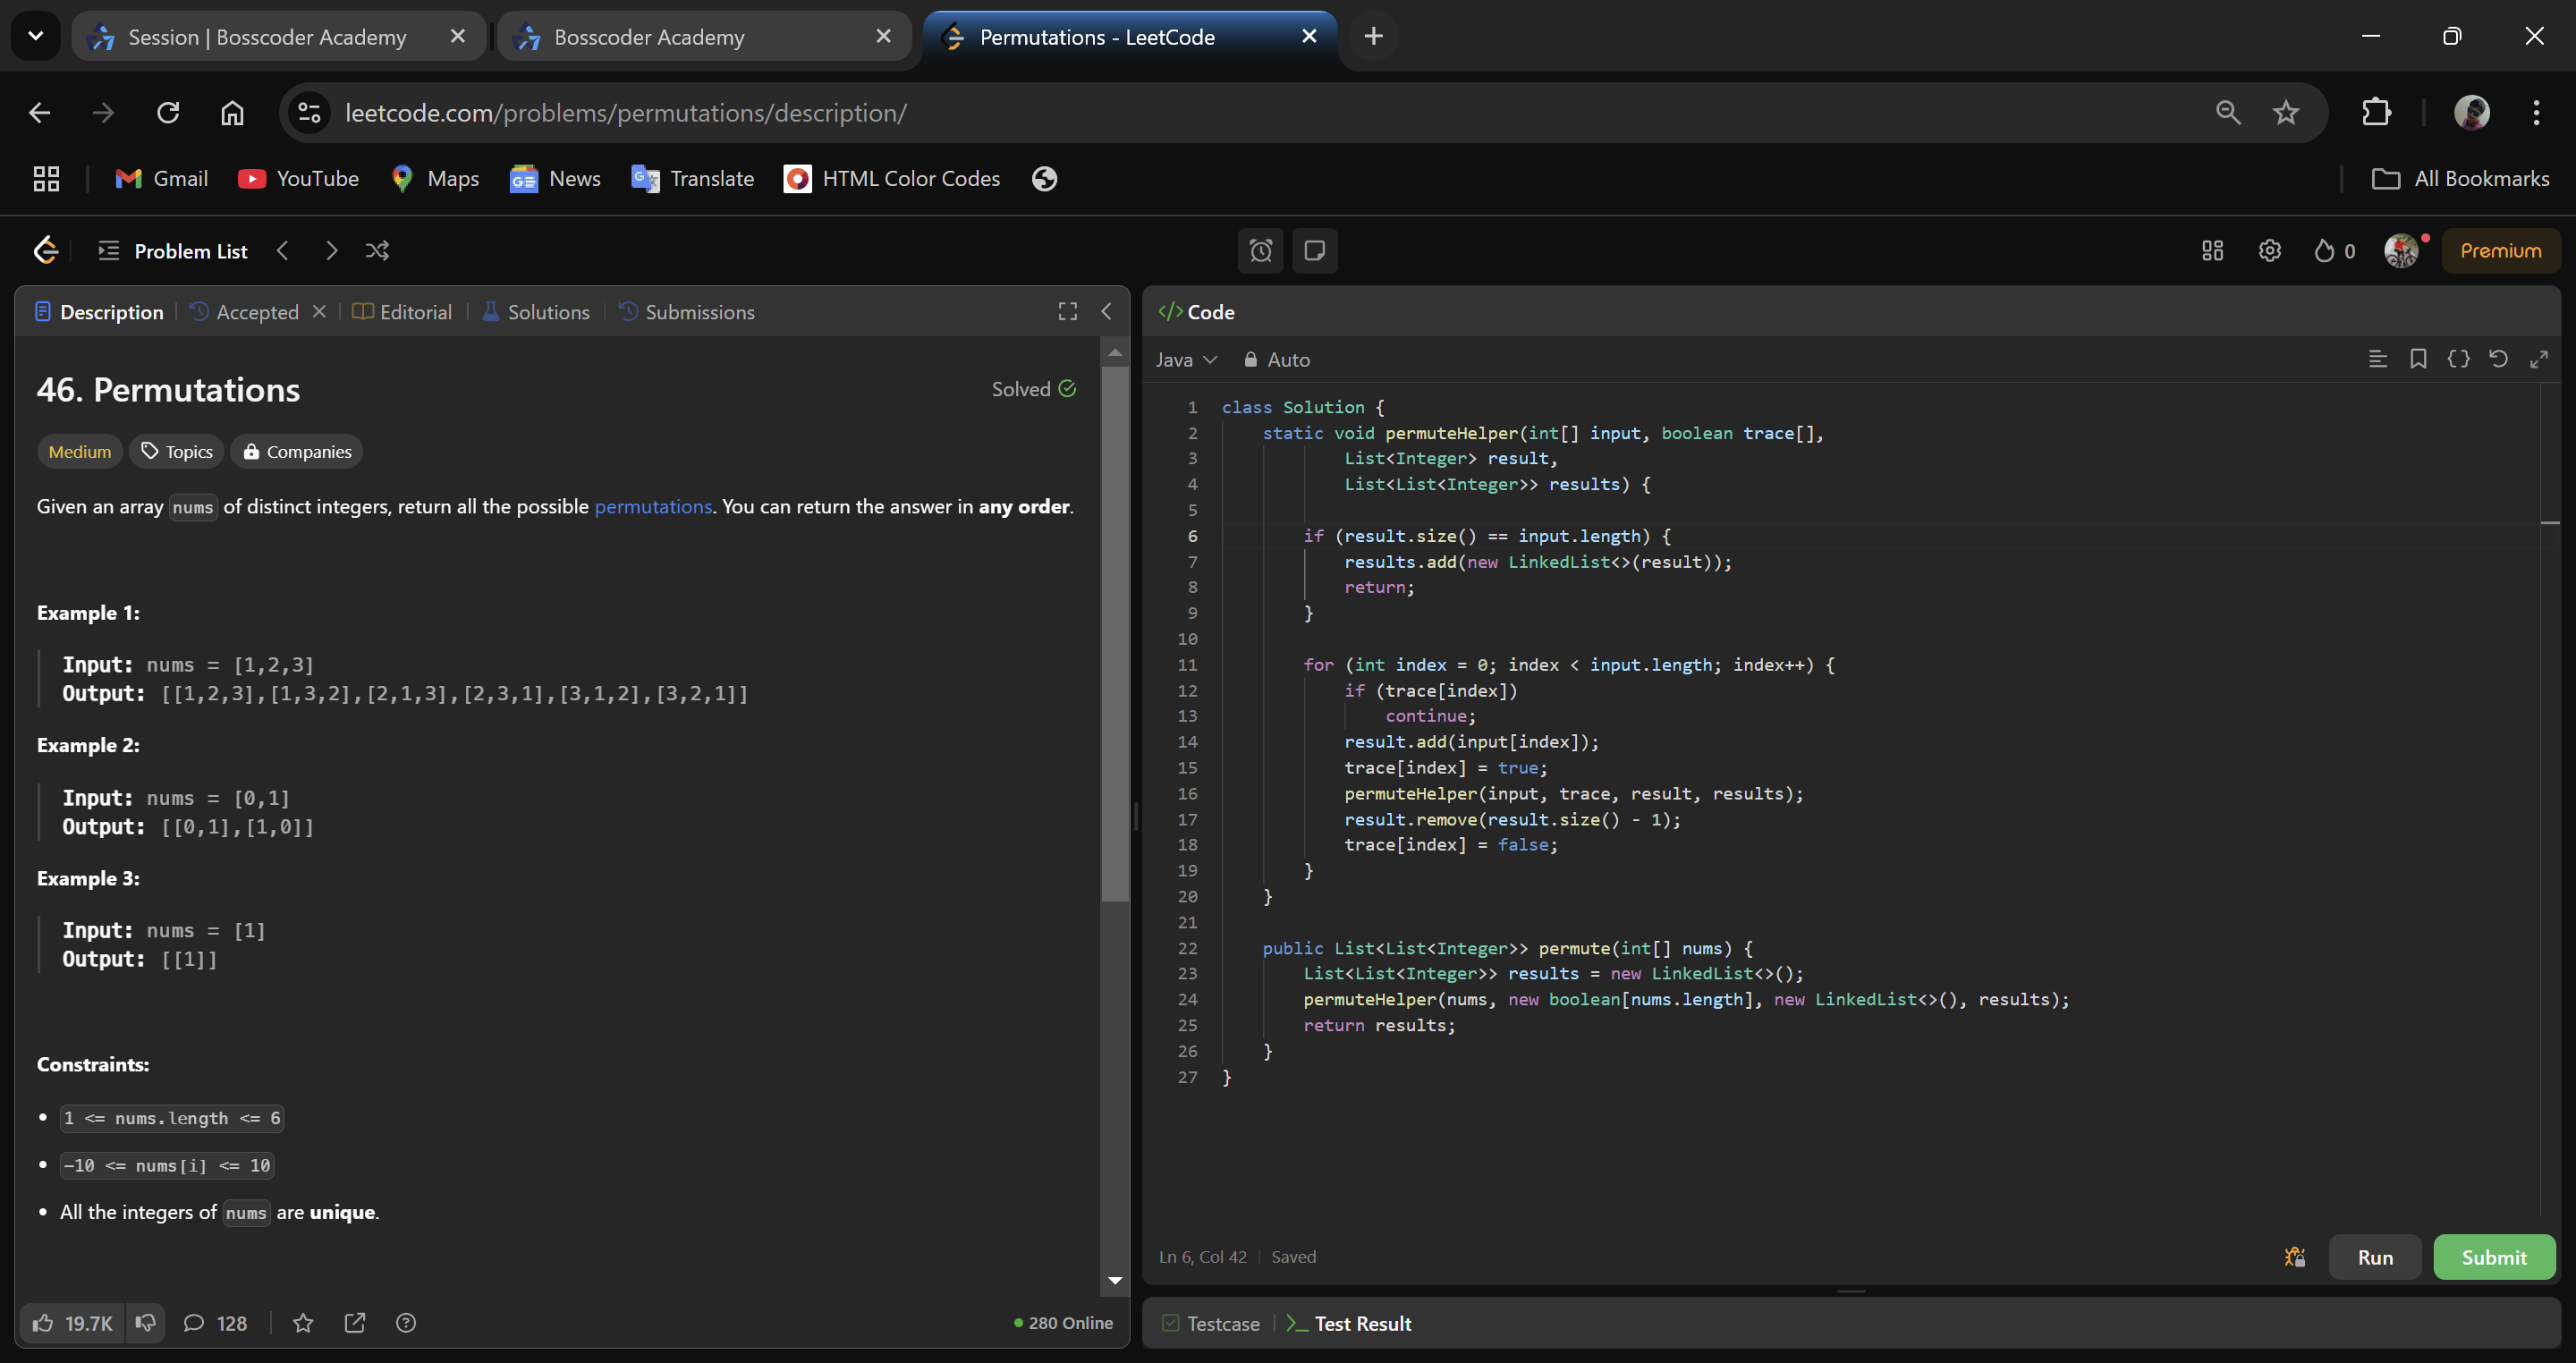 Session | Bosscoder Academy
Bosscoder Academy
Permutations - LeetCode
leetcode.com/problems/permutations/description/
Gmail
YouTube
Maps
News
Translate
HTML Color Codes
All Bookmarks
Problem List
0
Premium
Description
Accepted
Editorial
Solutions
Submissions
46. Permutations
Solved
Medium
Topics
Companies
Given an array nums of distinct integers, return all the possible permutations. You can return the answer in any order.
Example 1:
Input: nums = [1,2,3]
Output: [[1,2,3],[1,3,2],[2,1,3],[2,3,1],[3,1,2],[3,2,1]]
Example 2:
Input: nums = [0,1]
Output: [[0,1],[1,0]]
Example 3:
Input: nums = [1]
Output: [[1]]
Constraints:
• 1 <= nums.length <= 6
• -10 <= nums[i] <= 10
• All the integers of nums are unique.
19.7K
128
280 Online
</> Code
Java
Auto
1 class Solution {
2     static void permuteHelper(int[] input, boolean trace[],
3             List<Integer> result,
4             List<List<Integer>> results) {
5
6         if (result.size() == input.length) {
7             results.add(new LinkedList<>(result));
8             return;
9         }
10
11         for (int index = 0; index < input.length; index++) {
12             if (trace[index])
13                 continue;
14             result.add(input[index]);
15             trace[index] = true;
16             permuteHelper(input, trace, result, results);
17             result.remove(result.size() - 1);
18             trace[index] = false;
19         }
20     }
21
22     public List<List<Integer>> permute(int[] nums) {
23         List<List<Integer>> results = new LinkedList<>();
24         permuteHelper(nums, new boolean[nums.length], new LinkedList<>(), results);
25         return results;
26     }
27 }
Ln 6, Col 42
Saved
Run
Submit
Testcase
Test Result